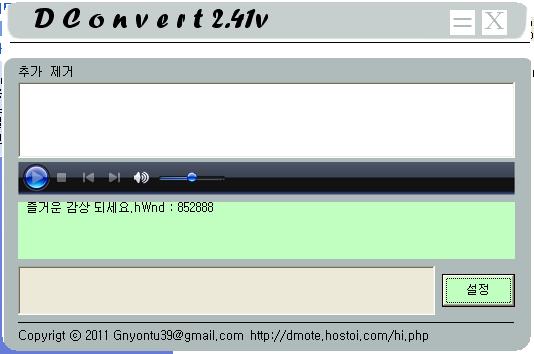 D Convert 2.41v
추가 제거
즐거운 감상 되세요.hWnd : 852888
설정
Copyrigt ⓒ 2011 Gnyontu39@gmail.com http://dmote.hostoi.com/hi.php